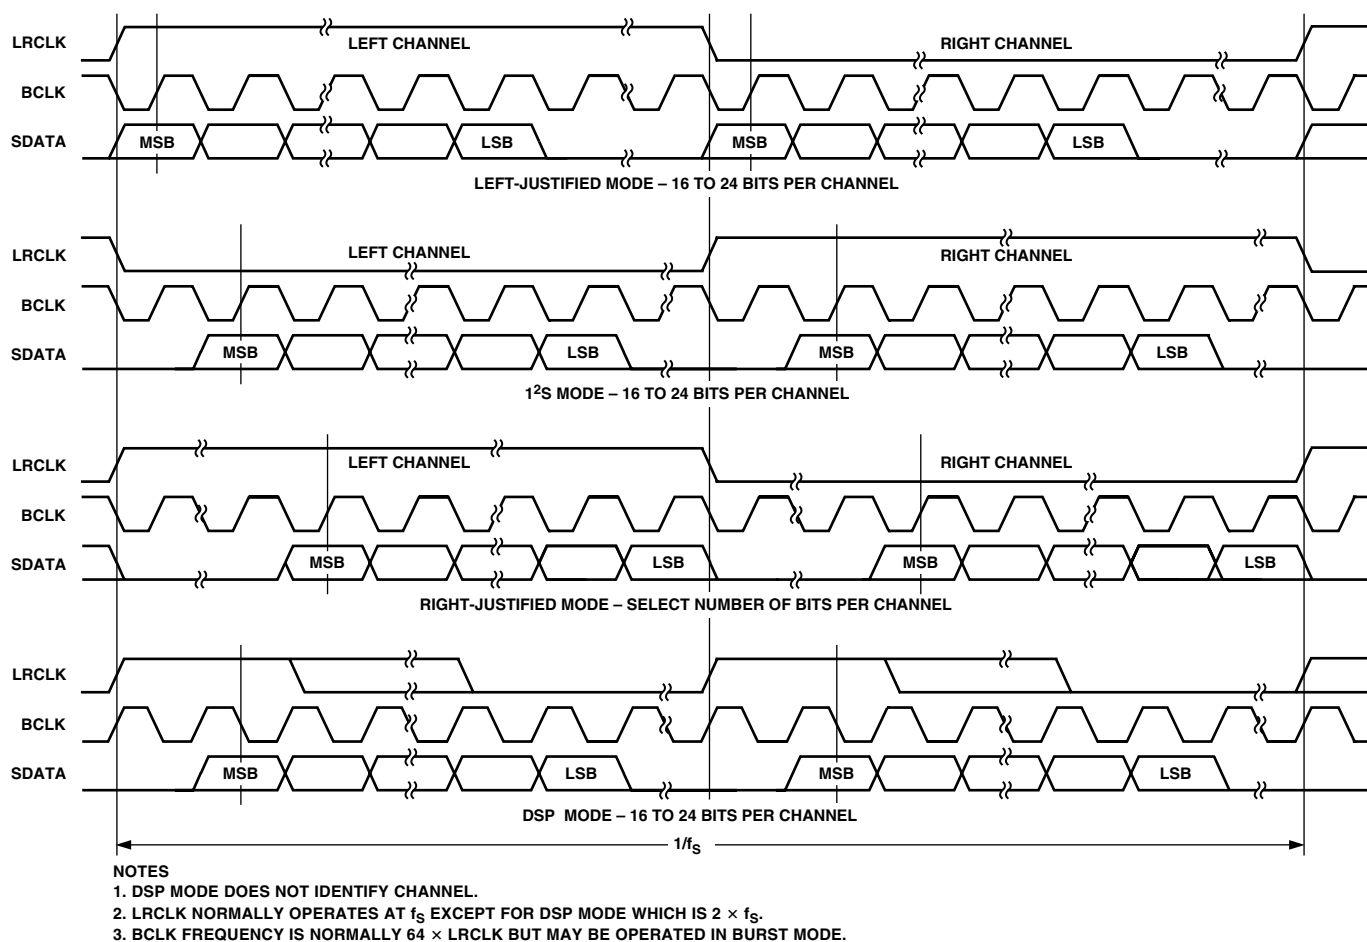 LRCLK LEFT CHANNEL RIGHT CHANNEL
BCLK
SDATA MSB LSB MSB LSB
LEFT-JUSTIFIED MODE – 16 TO 24 BITS PER CHANNEL
LRCLK LEFT CHANNEL RIGHT CHANNEL
BCLK
SDATA MSB LSB MSB LSB
1²S MODE – 16 TO 24 BITS PER CHANNEL
LRCLK LEFT CHANNEL RIGHT CHANNEL
BCLK
SDATA MSB LSB MSB LSB
RIGHT-JUSTIFIED MODE – SELECT NUMBER OF BITS PER CHANNEL
LRCLK
BCLK
SDATA MSB LSB MSB LSB
DSP MODE – 16 TO 24 BITS PER CHANNEL
1/fS
NOTES
1. DSP MODE DOES NOT IDENTIFY CHANNEL.
2. LRCLK NORMALLY OPERATES AT fS EXCEPT FOR DSP MODE WHICH IS 2 × fS.
3. BCLK FREQUENCY IS NORMALLY 64 × LRCLK BUT MAY BE OPERATED IN BURST MODE.